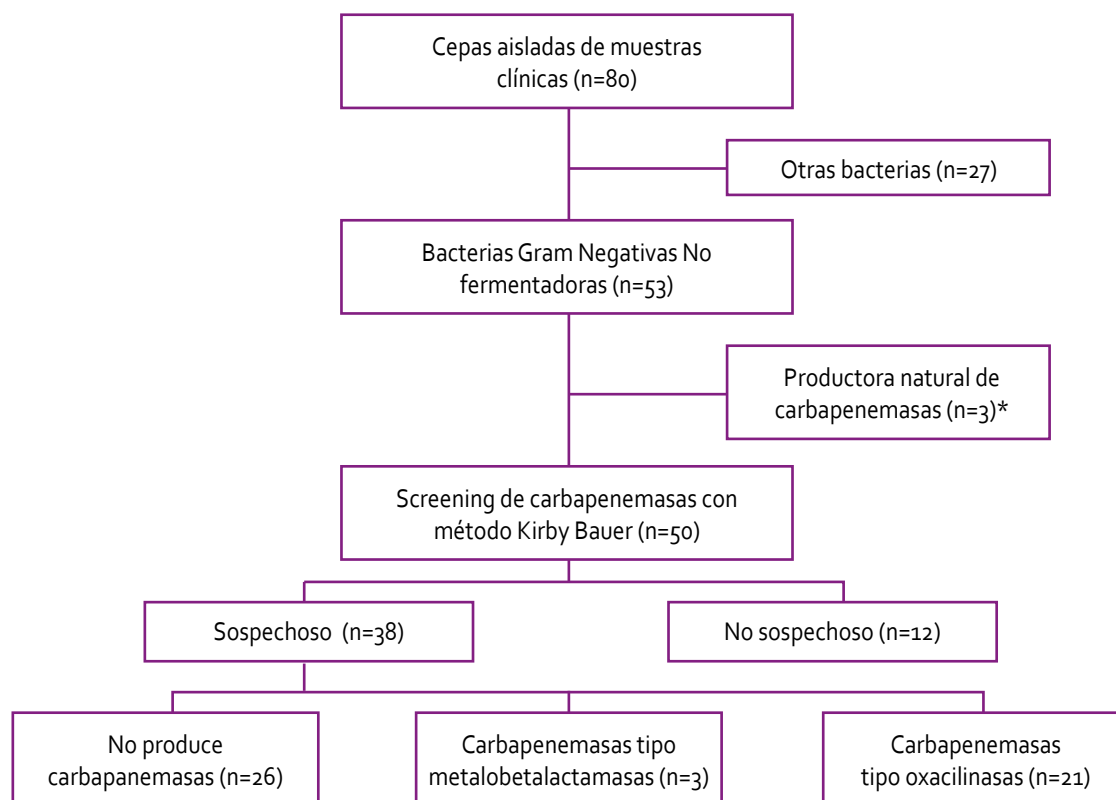 Cepas aisladas de muestras
clínicas (n=80)
Otras bacterias (n=27)
Bacterias Gram Negativas No
fermentadoras (n=53)
Productora natural de
carbapenemasas (n=3)*
Screening de carbapenemasas con
método Kirby Bauer (n=50)
Sospechoso (n=38)
No sospechoso (n=12)
No produce
carbapanemasas (n=26)
Carbapenemasas tipo
metalobetalactamasas (n=3)
Carbapenemasas
tipo oxacilinasas (n=21)